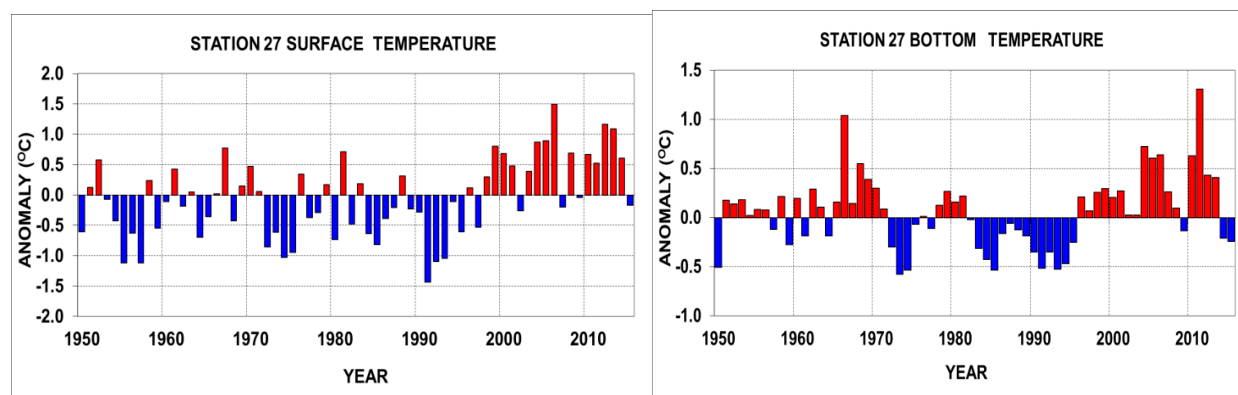 STATION 27 SURFACE TEMPERATURE
ANOMALY (°C)
2.0
1.5
1.0
0.5
0.0
-0.5
-1.0
-1.5
-2.0
1950 1960 1970 1980 1990 2000 2010
YEAR
STATION 27 BOTTOM TEMPERATURE
ANOMALY (°C)
1.5
1.0
0.5
0.0
-0.5
-1.0
1950 1960 1970 1980 1990 2000 2010
YEAR